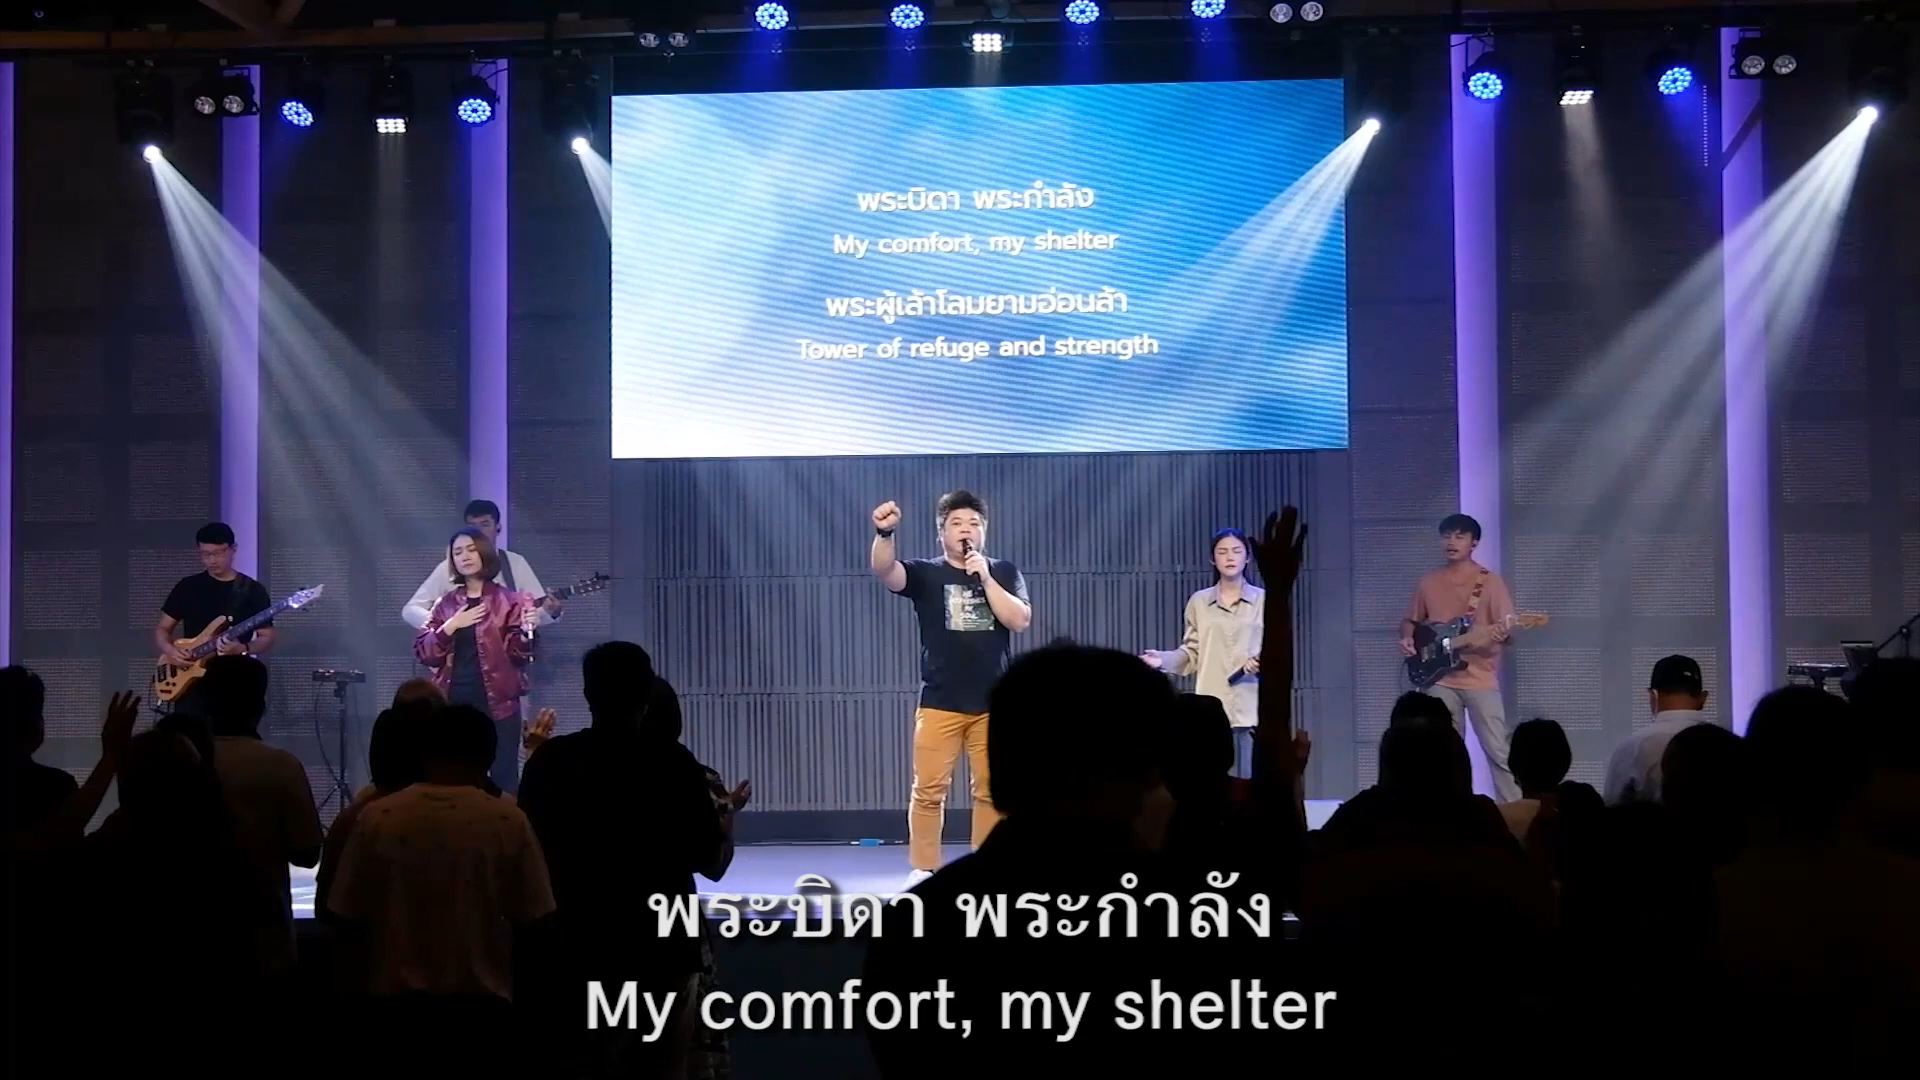 พระบิดา พระกำลัง
My comfort, my shelter
พระผู้เล้าโลมยามอ่อนล้า
Tower of refuge and strength
SOUL
พระบิดา พระกำลัง
My comfort, my shelter